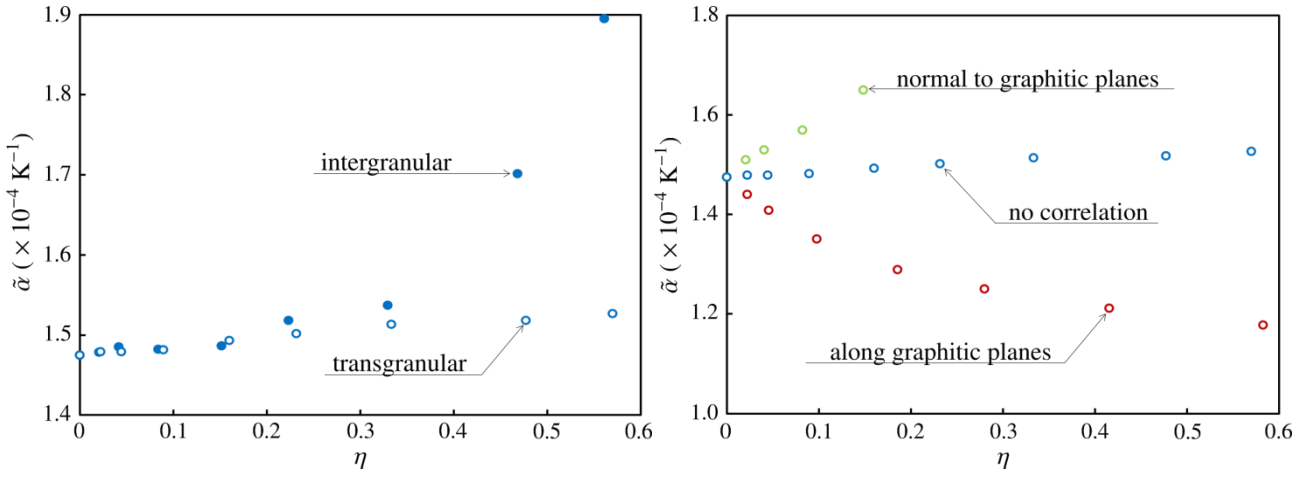 1.9
1.8
1.7
1.6
1.5
1.4
α̃ (×10⁻⁴ K⁻¹)
intergranular
transgranular
0 0.1 0.2 0.3 0.4 0.5 0.6
η
1.8
1.6
1.4
1.2
1.0
α̃ (×10⁻⁴ K⁻¹)
normal to graphitic planes
no correlation
along graphitic planes
0 0.1 0.2 0.3 0.4 0.5 0.6
η